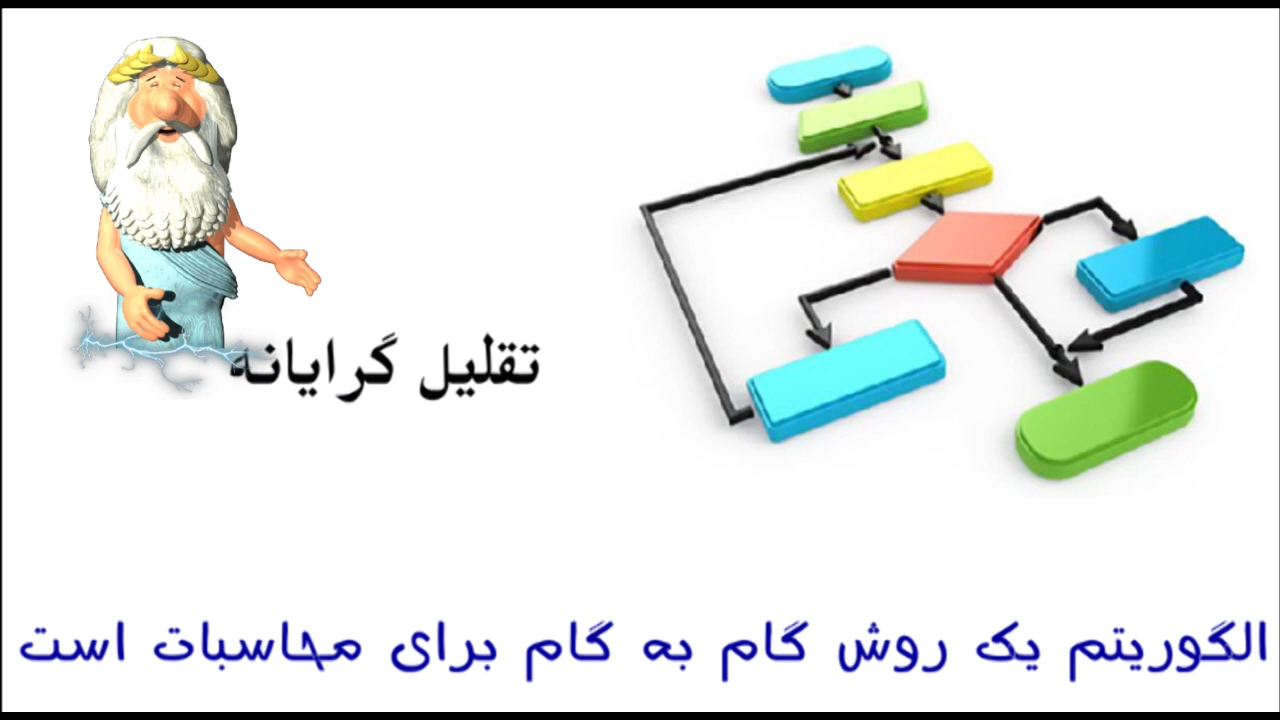 تقلیل گرایانه
الگوریتم یک روش گام به گام برای محاسبات است